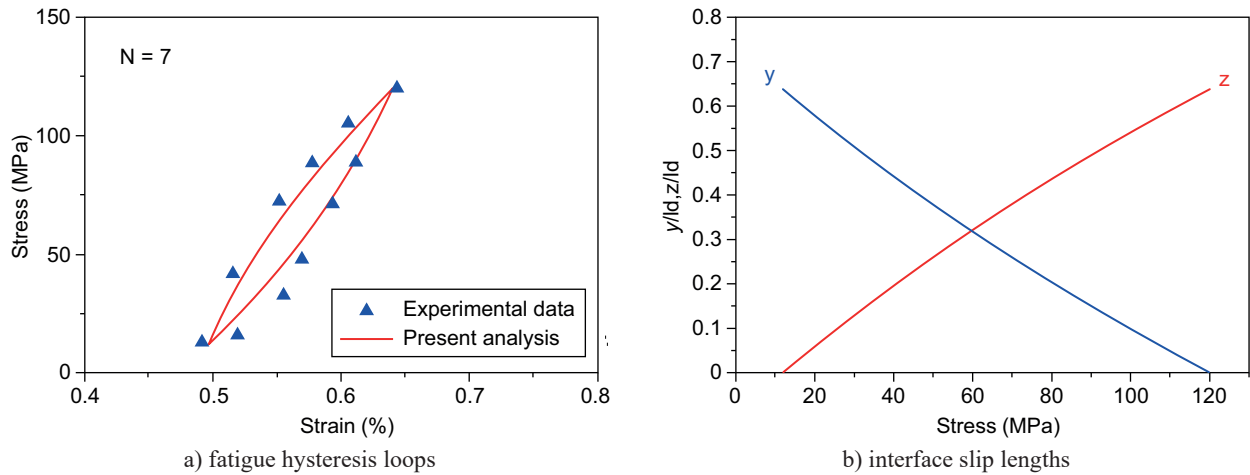 150
100
50
0
Stress (MPa)
N = 7
Experimental data
Present analysis
0.4 0.5 0.6 0.7 0.8
Strain (%)
a) fatigue hysteresis loops
0.8
0.7
0.6
0.5
0.4
0.3
0.2
0.1
0
y/ld,z/ld
y
z
0 20 40 60 80 100 120
Stress (MPa)
b) interface slip lengths